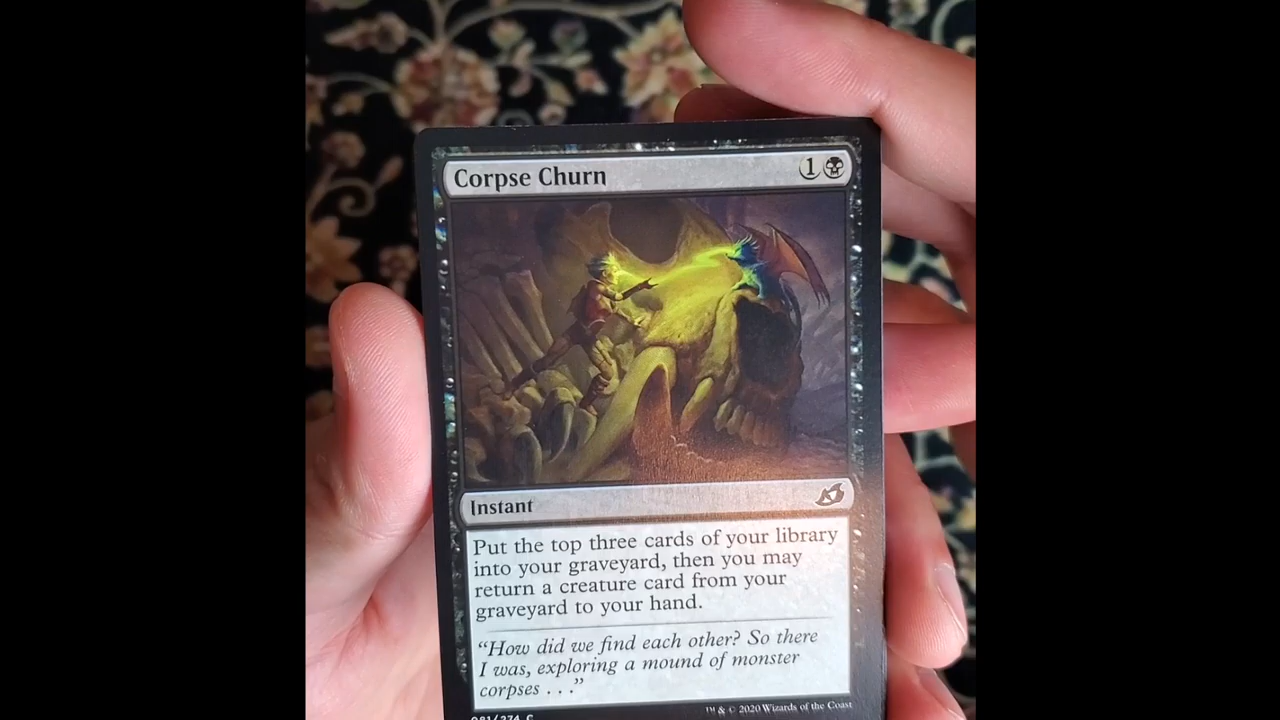 Corpse Churn
1
Instant
Put the top three cards of your library
into your graveyard, then you may
return a creature card from your
graveyard to your hand.
“How did we find each other? So there
I was, exploring a mound of monster
corpses . . .”
081/274 C
™ & © 2020 Wizards of the Coast